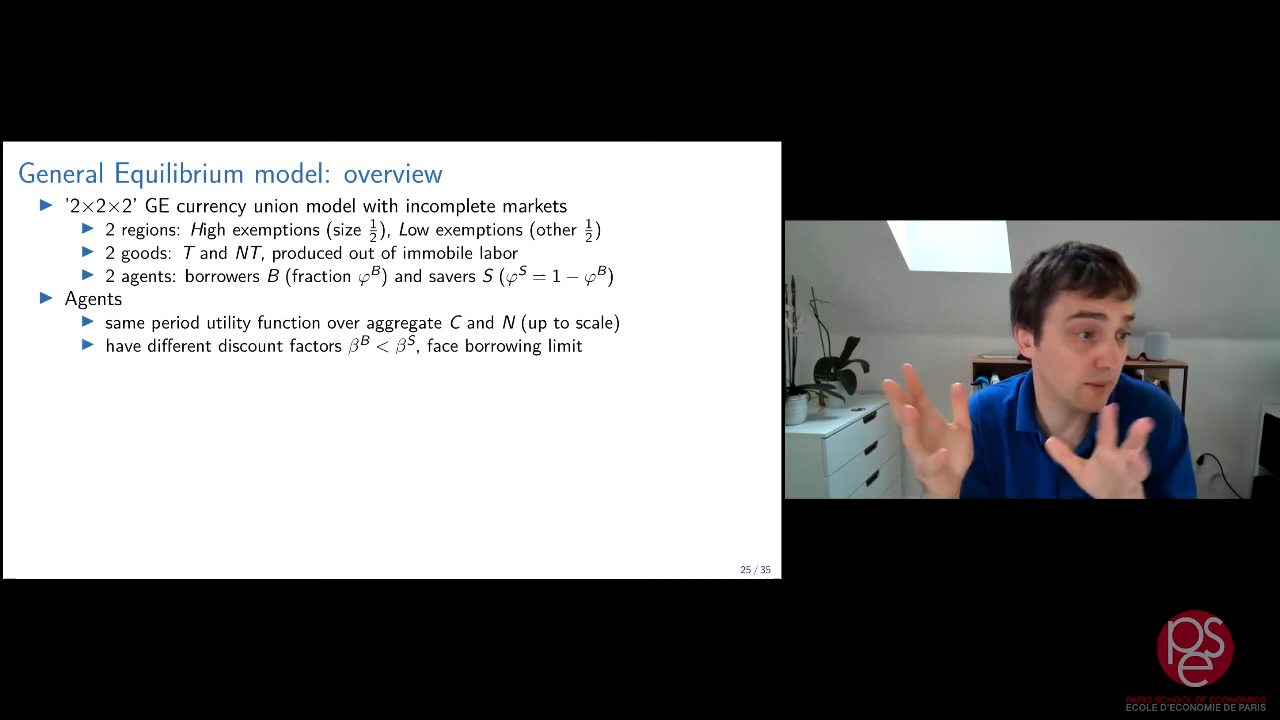 General Equilibrium model: overview
▶ '2×2×2' GE currency union model with incomplete markets
▶ 2 regions: High exemptions (size 1/2), Low exemptions (other 1/2)
▶ 2 goods: T and NT, produced out of immobile labor
▶ 2 agents: borrowers B (fraction φ^B) and savers S (φ^S = 1 − φ^B)
▶ Agents
▶ same period utility function over aggregate C and N (up to scale)
▶ have different discount factors β^B < β^S, face borrowing limit
25 / 35
pse
PARIS SCHOOL OF ECONOMICS
ECOLE D'ECONOMIE DE PARIS